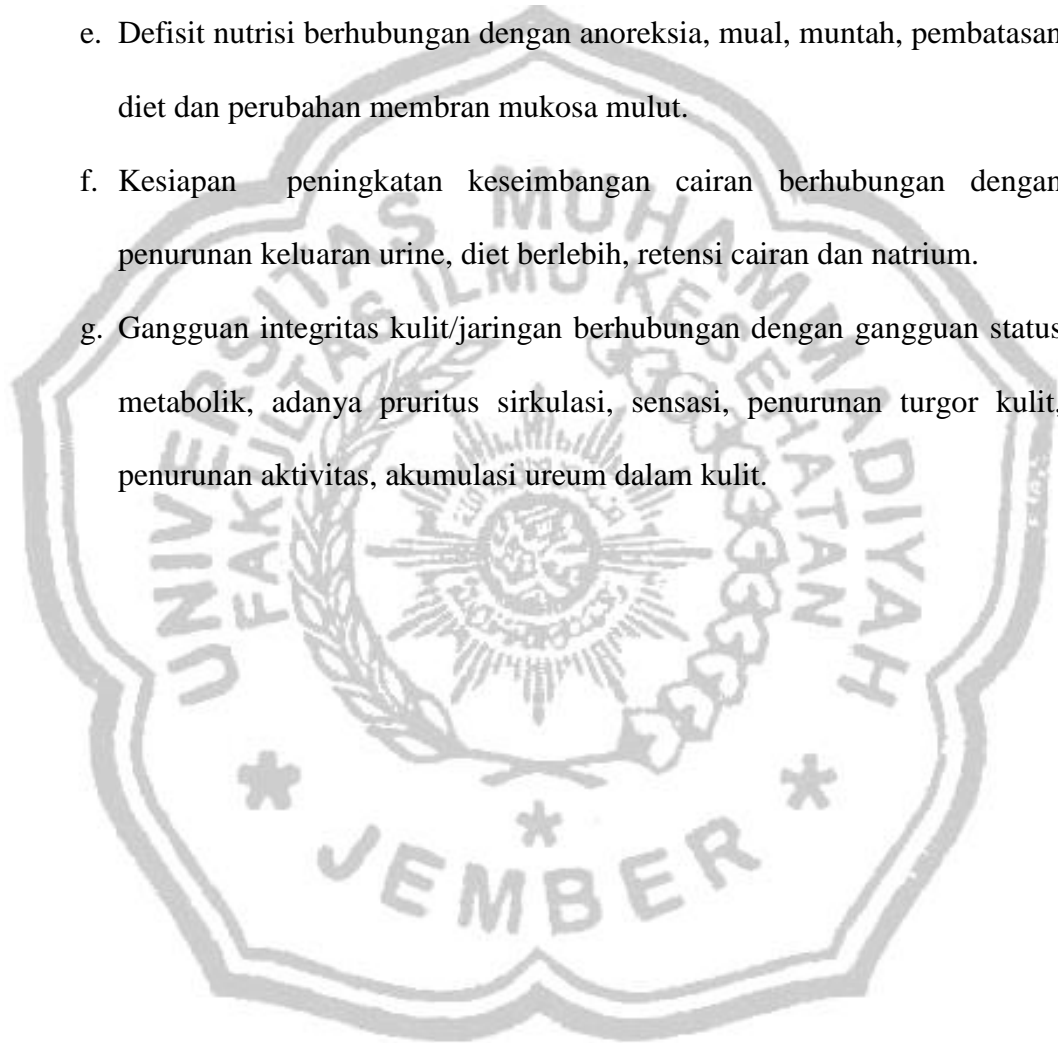 e. Defisit nutrisi berhubungan dengan anoreksia, mual, muntah, pembatasan
diet dan perubahan membran mukosa mulut.
f. Kesiapan peningkatan keseimbangan cairan berhubungan dengan
penurunan keluaran urine, diet berlebih, retensi cairan dan natrium.
g. Gangguan integritas kulit/jaringan berhubungan dengan gangguan status
metabolik, adanya pruritus sirkulasi, sensasi, penurunan turgor kulit,
penurunan aktivitas, akumulasi ureum dalam kulit.
UNIVERSITAS MUHAMMADIYAH
FAKULTAS ILMU KESEHATAN
JEMBER